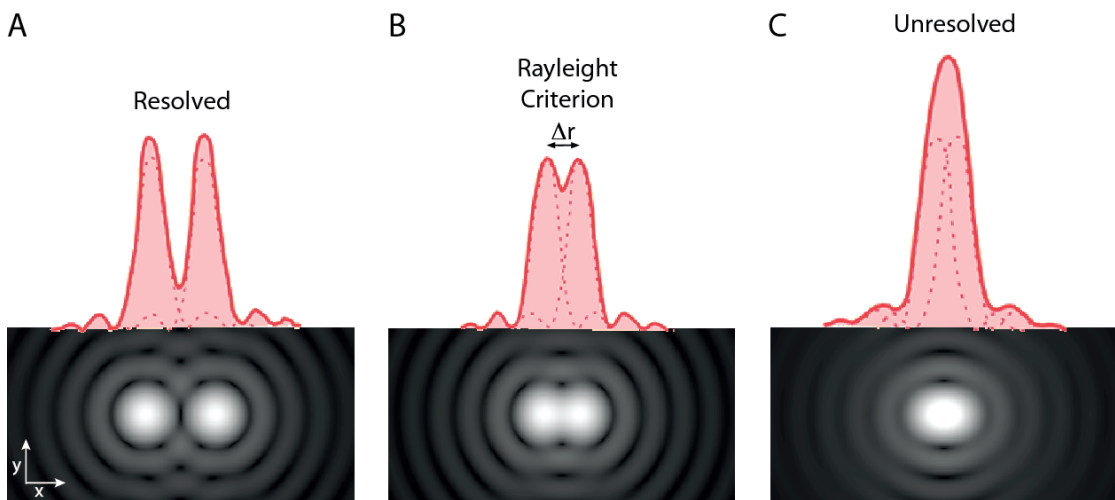 A
Resolved
B
Rayleight
Criterion
Δr
C
Unresolved
y
x